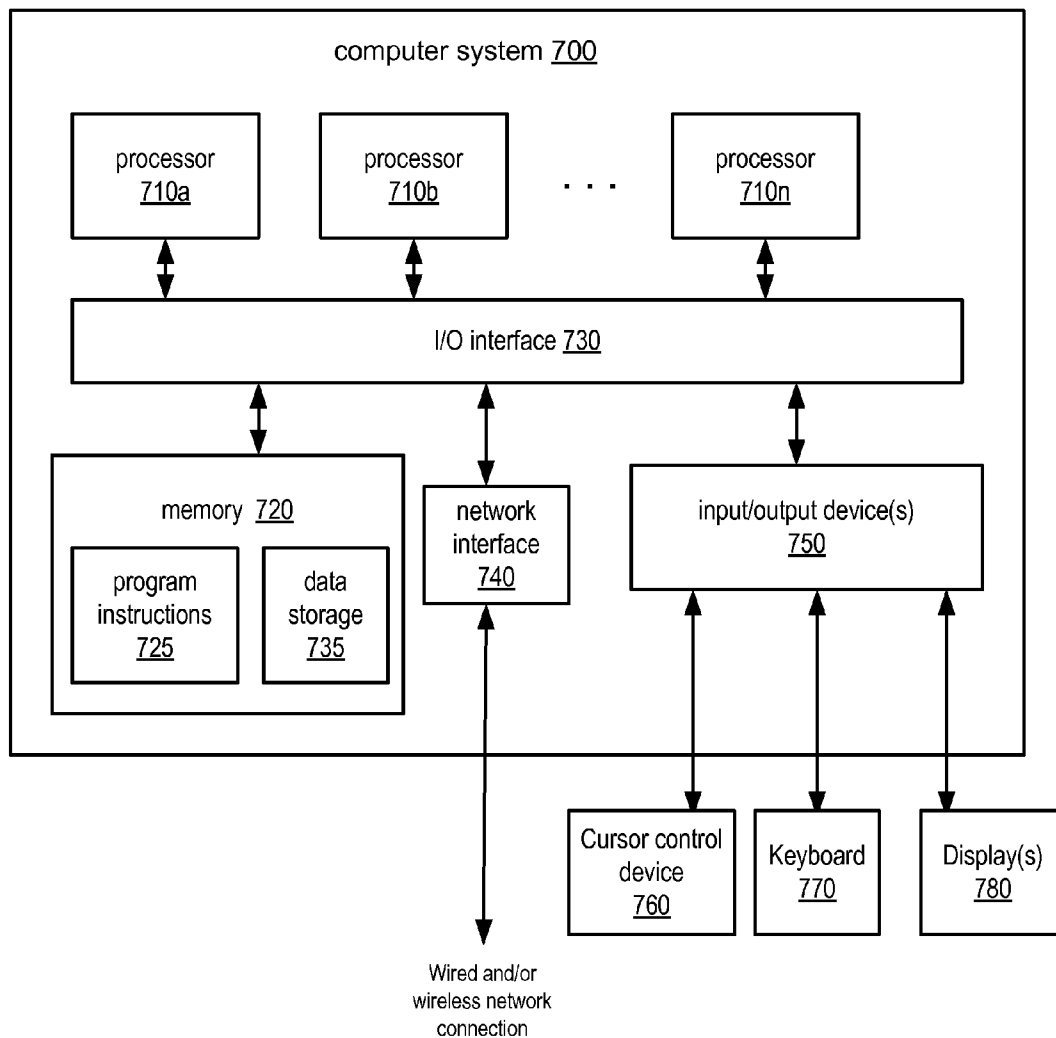 computer system 700
processor
710a
processor
710b
. . .
processor
710n
I/O interface 730
memory 720
program
instructions
725
data
storage
735
network
interface
740
input/output device(s)
750
Cursor control
device
760
Keyboard
770
Display(s)
780
Wired and/or
wireless network
connection